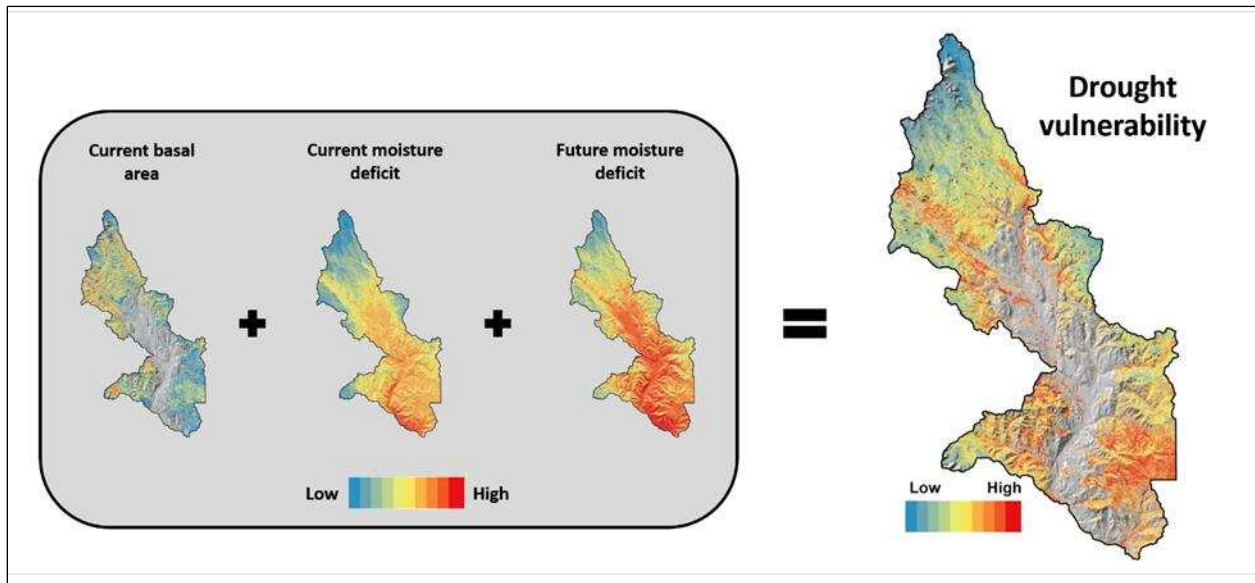 Drought
vulnerability
Current basal
area
Current moisture
deficit
Future moisture
deficit
+
+
=
Low
High
Low
High